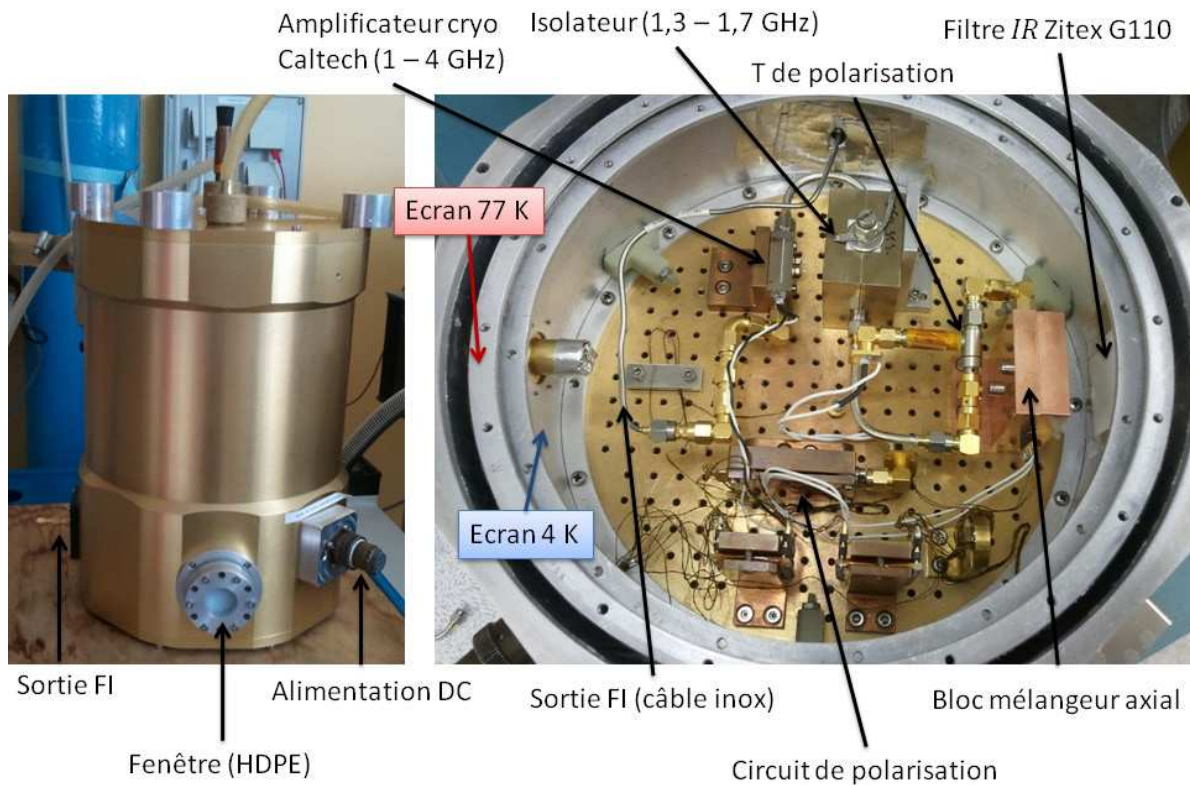 Amplificateur cryo
Caltech (1 – 4 GHz)
Isolateur (1,3 – 1,7 GHz)
T de polarisation
Filtre IR Zitex G110
Ecran 77 K
Ecran 4 K
Sortie FI
Alimentation DC
Sortie FI (câble inox)
Bloc mélangeur axial
Fenêtre (HDPE)
Circuit de polarisation